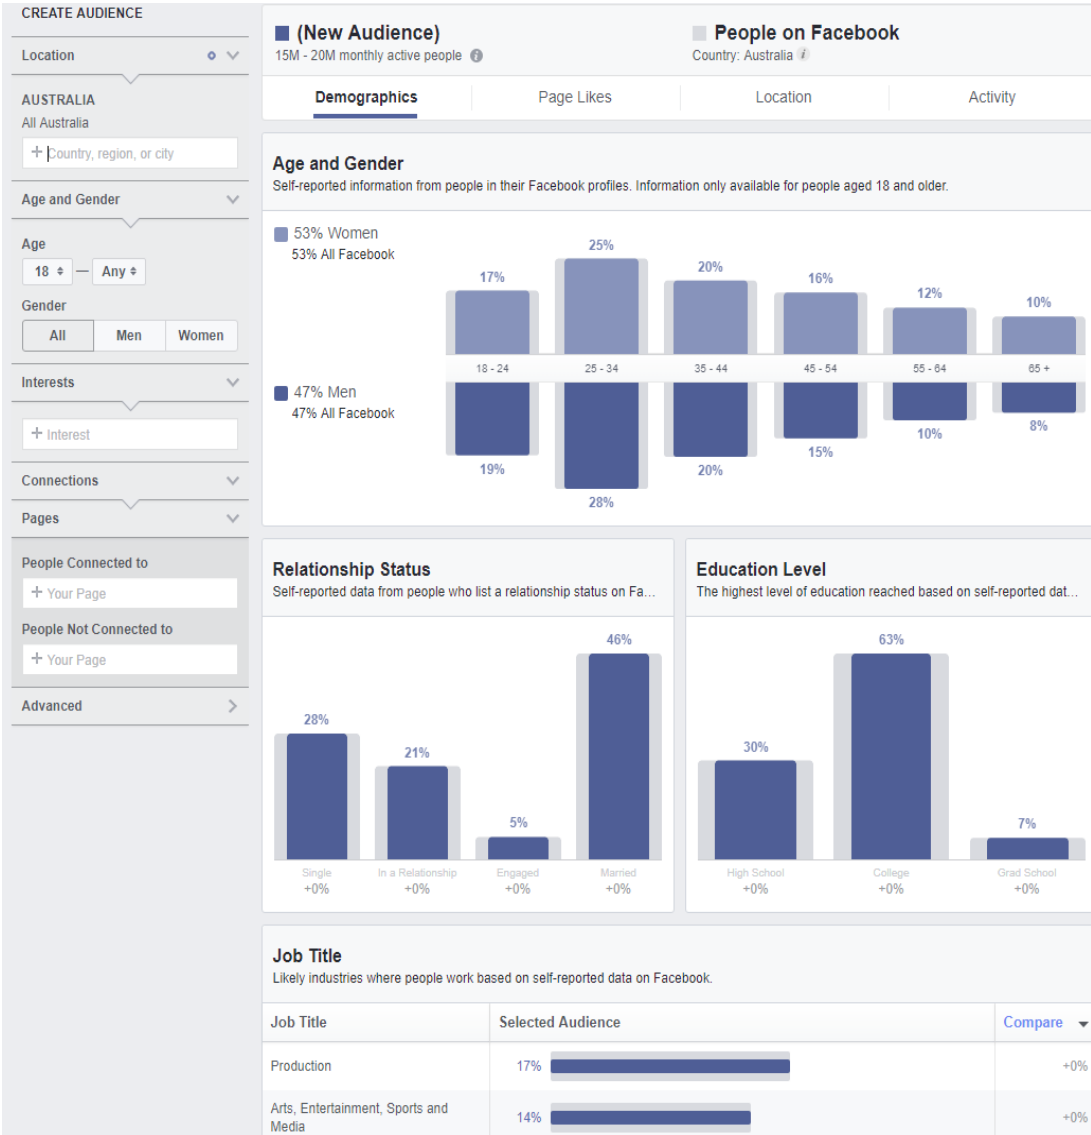 CREATE AUDIENCE
Location
AUSTRALIA
All Australia
+ Country, region, or city
Age and Gender
Age
18 — Any
Gender
All Men Women
Interests
+ Interest
Connections
Pages
People Connected to
+ Your Page
People Not Connected to
+ Your Page
Advanced
(New Audience)
15M - 20M monthly active people i
People on Facebook
Country: Australia i
Demographics Page Likes Location Activity
Age and Gender
Self-reported information from people in their Facebook profiles. Information only available for people aged 18 and older.
53% Women
53% All Facebook
17% 25% 20% 16% 12% 10%
18 - 24 25 - 34 35 - 44 45 - 54 55 - 64 65 +
47% Men
47% All Facebook
19% 28% 20% 15% 10% 8%
Relationship Status
Self-reported data from people who list a relationship status on Fa...
28% 21% 5% 46%
Single In a Relationship Engaged Married
+0% +0% +0% +0%
Education Level
The highest level of education reached based on self-reported dat...
30% 63% 7%
High School College Grad School
+0% +0% +0%
Job Title
Likely industries where people work based on self-reported data on Facebook.
Job Title Selected Audience Compare
Production 17% +0%
Arts, Entertainment, Sports and
Media 14% +0%